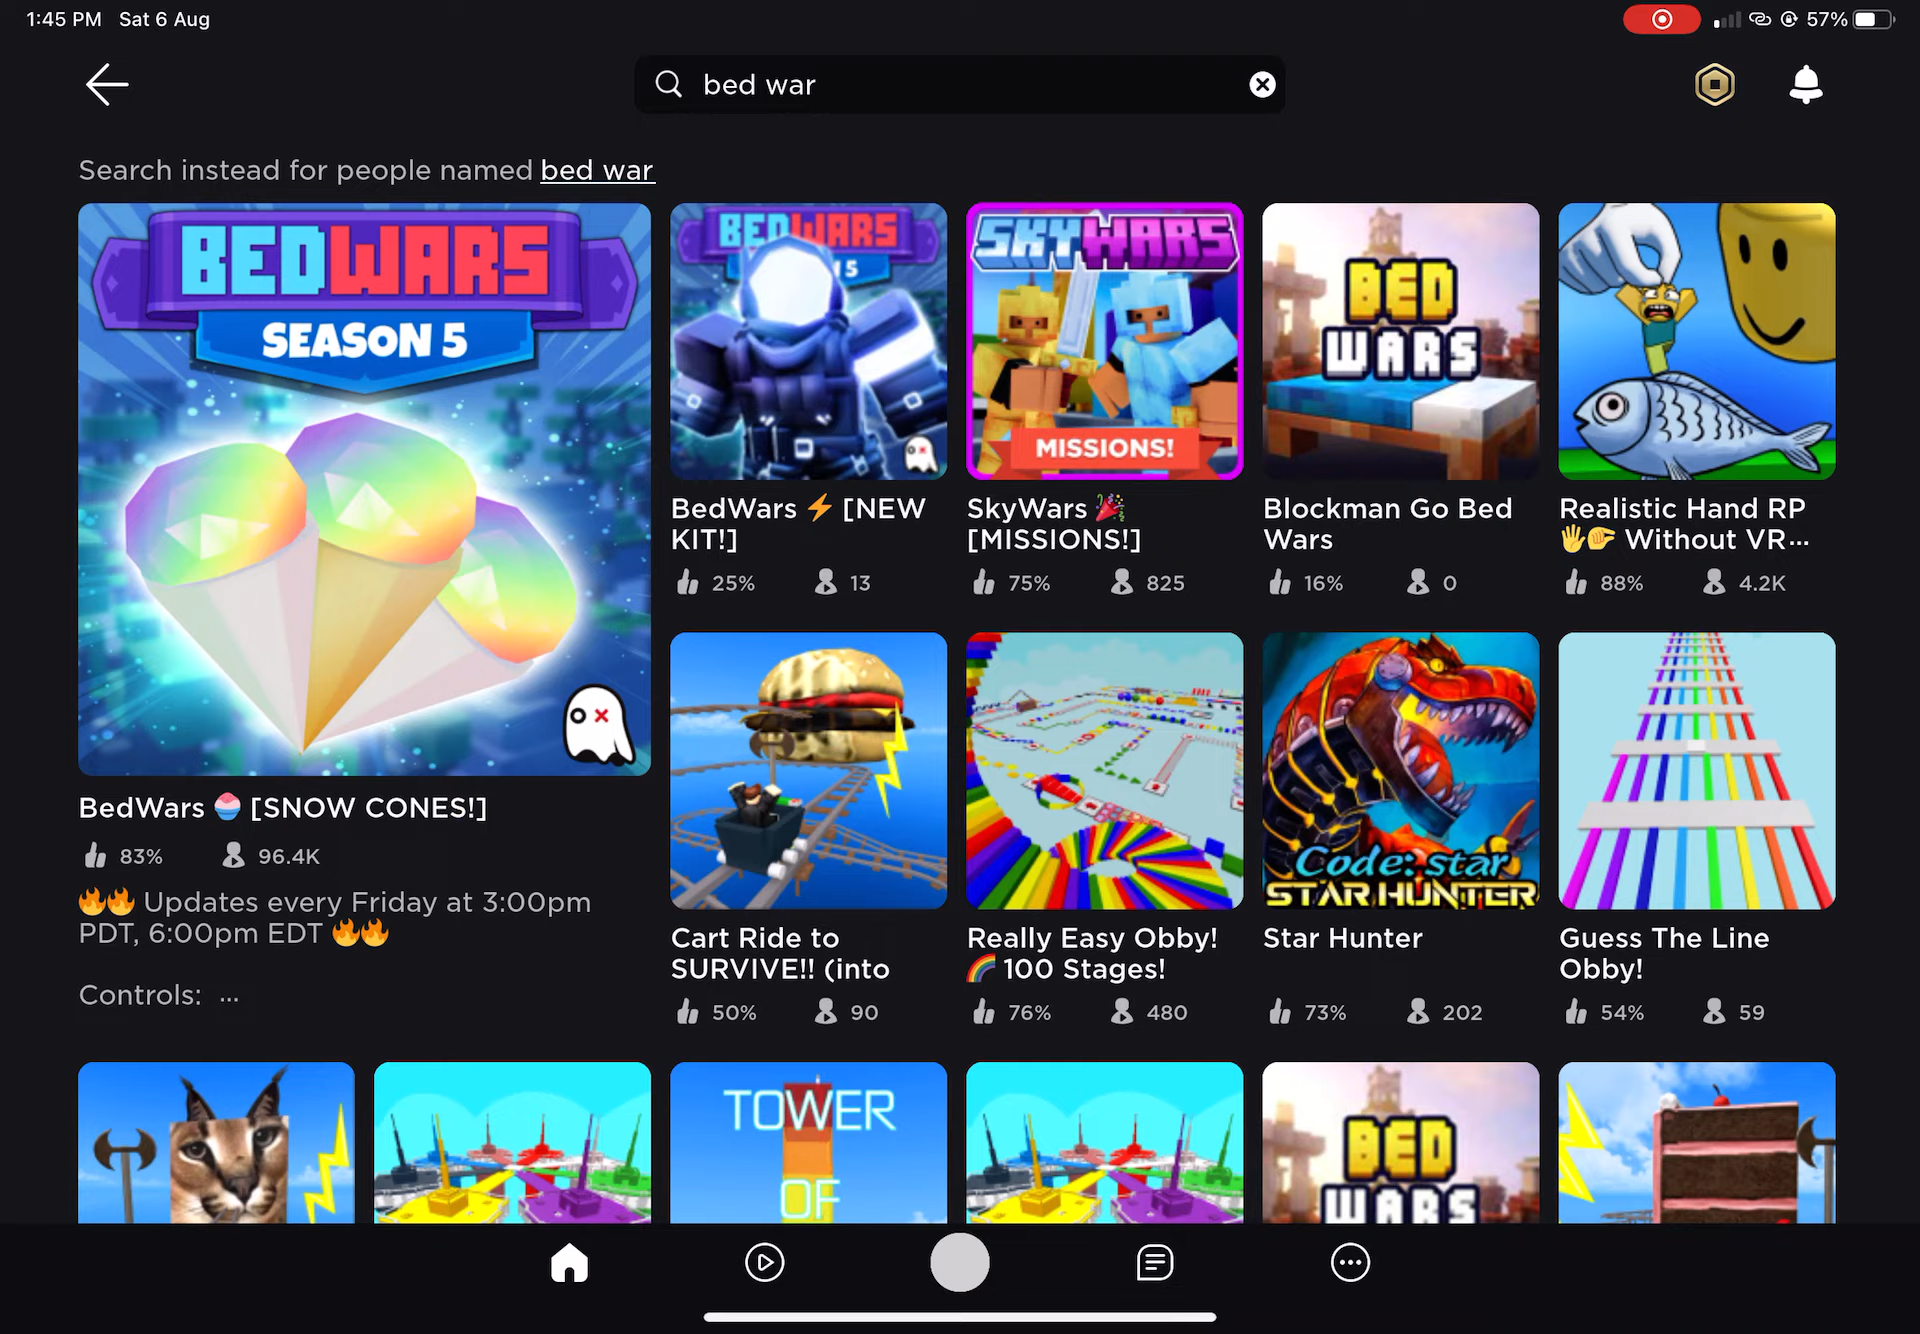 1:45 PM Sat 6 Aug
57%
bed war
Search instead for people named bed war
BEDWARS
SEASON 5
BedWars 🍧 [SNOW CONES!]
83% 96.4K
🔥🔥 Updates every Friday at 3:00pm
PDT, 6:00pm EDT 🔥🔥
Controls: ...
BEDWARS
5
BedWars ⚡ [NEW
KIT!]
25% 13
SKYWARS
MISSIONS!
SkyWars 🎉
[MISSIONS!]
75% 825
BED
WARS
Blockman Go Bed
Wars
16% 0
Realistic Hand RP
🖐👊 Without VR...
88% 4.2K
Cart Ride to
SURVIVE!! (into
50% 90
Really Easy Obby!
🌈 100 Stages!
76% 480
Code: star
STAR HUNTER
Star Hunter
73% 202
Guess The Line
Obby!
54% 59
TOWER
OF
BED
WARS